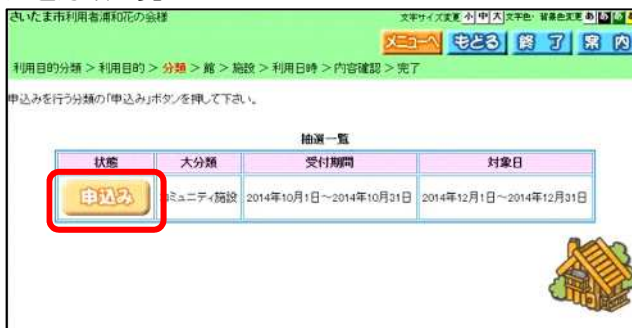 さいたま市利用者浦和花の会様 文字サイズ変更 小 中 大 文字色・背景色変更 あ あ あ
メニューへ もどる 終了 案内
利用目的分類 > 利用目的 > 分類 > 館 > 施設 > 利用日時 > 内容確認 > 完了
申込みを行う分類の「申込み」ボタンを押して下さい。
抽選一覧
状態 大分類 受付期間 対象日
申込み ミュニティ施設 2014年10月1日～2014年10月31日 2014年12月1日～2014年12月31日